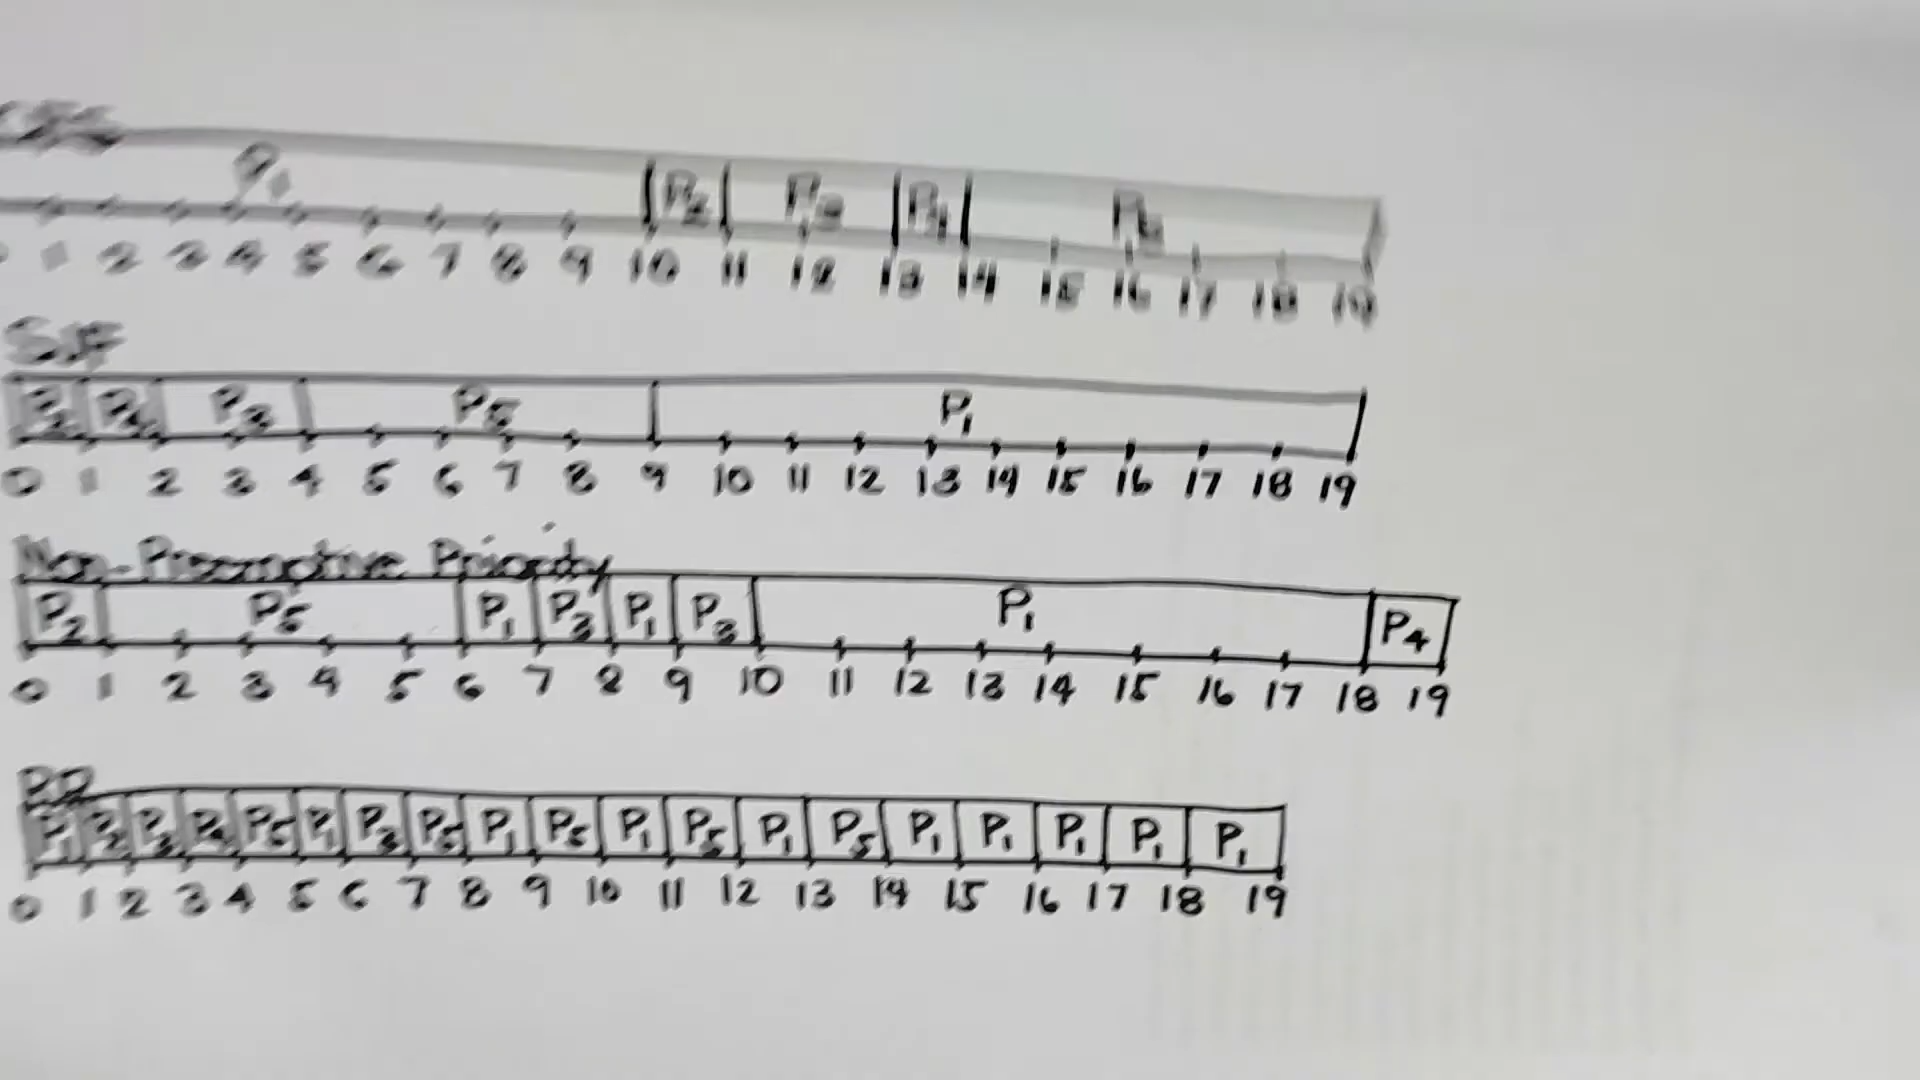 P1 P2 P3 P4 P5
1 2 3 4 5 6 7 8 9 10 11 12 13 14 15 16 17 18 19
SJF
P2 P4 P3 P5 P1
0 1 2 3 4 5 6 7 8 9 10 11 12 13 14 15 16 17 18 19
Non-Preemptive Priority
P2 P5 P1 P3 P1 P3 P1 P4
0 1 2 3 4 5 6 7 8 9 10 11 12 13 14 15 16 17 18 19
RR
P1 P2 P3 P4 P5 P1 P3 P5 P1 P5 P1 P5 P1 P5 P1 P1 P1 P1 P1
0 1 2 3 4 5 6 7 8 9 10 11 12 13 14 15 16 17 18 19